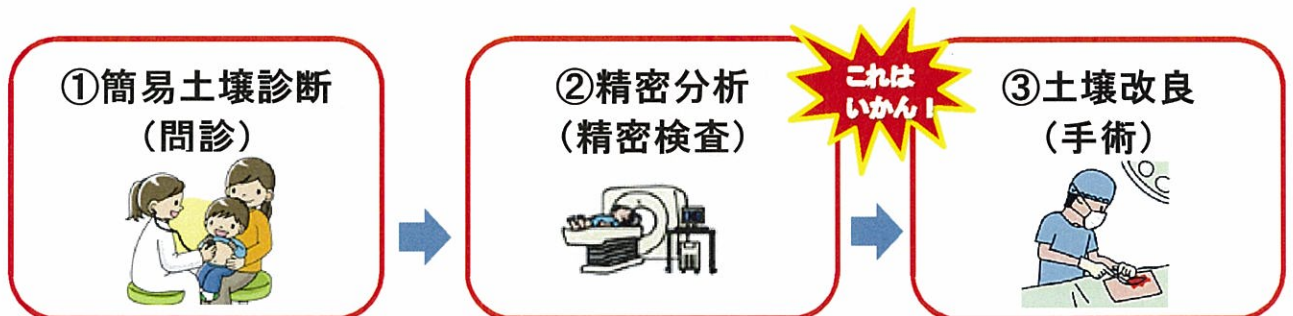 ①簡易土壌診断
（問診）
②精密分析
（精密検査）
これは
いかん！
③土壌改良
（手術）